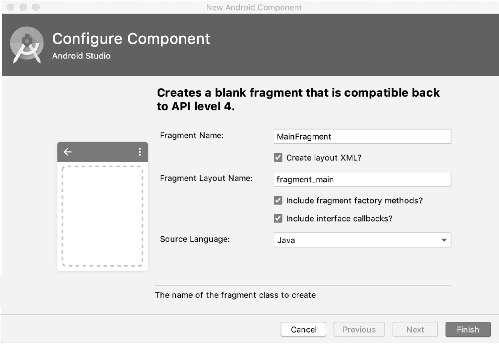 New Android Component
Configure Component
Android Studio
Creates a blank fragment that is compatible back
to API level 4.
Fragment Name:
MainFragment
Create layout XML?
Fragment Layout Name:
fragment_main
Include fragment factory methods?
Include interface callbacks?
Source Language:
Java
The name of the fragment class to create
Cancel
Previous
Next
Finish